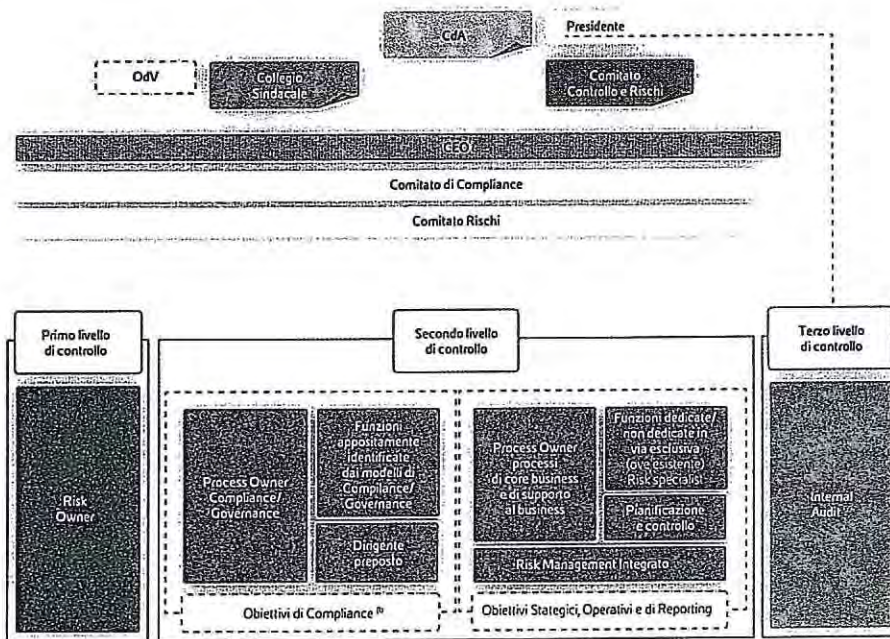 CdA
Presidente
OdV
Collegio
Sindacale
Comitato
Controllo e Rischi
CEO
Comitato di Compliance
Comitato Rischi
Primo livello
di controllo
Secondo livello
di controllo
Terzo livello
di controllo
Risk
Owner
Process Owner
Compliance/
Governance
Funzioni
appositamente
identificate
dai modelli di
Compliance/
Governance
Dirigente
preposto
Process Owner
processi
di core business
e di supporto
al business
Funzioni dedicate/
non dedicate in
via esclusiva
(ove esistente)
Risk specialist
Pianificazione
e controllo
Risk Management Integrato
Internal
Audit
Obiettivi di Compliance
Obiettivi Stategici, Operativi e di Reporting